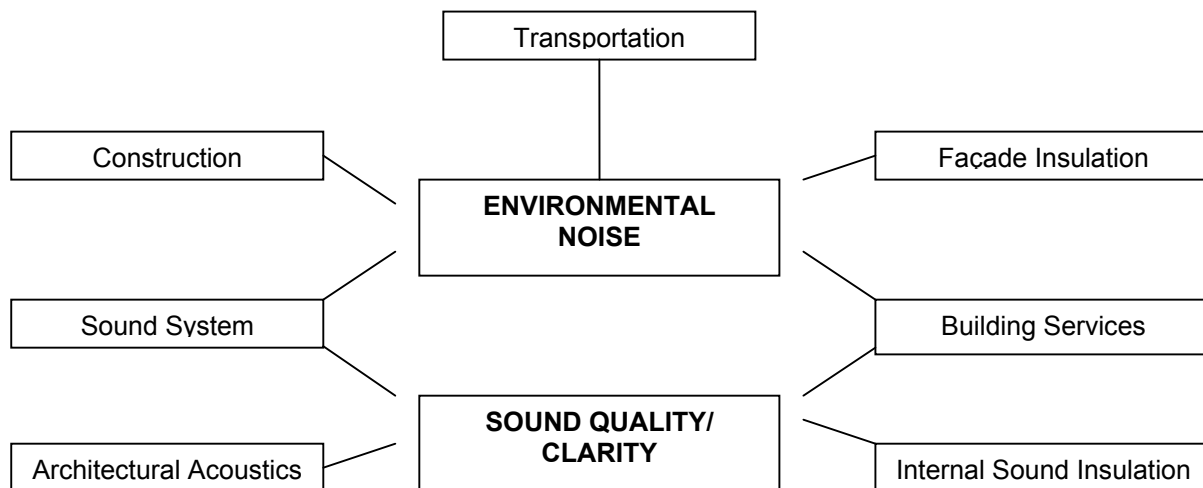 Transportation
Construction
Façade Insulation
ENVIRONMENTAL
NOISE
Sound System
Building Services
SOUND QUALITY/
CLARITY
Architectural Acoustics
Internal Sound Insulation